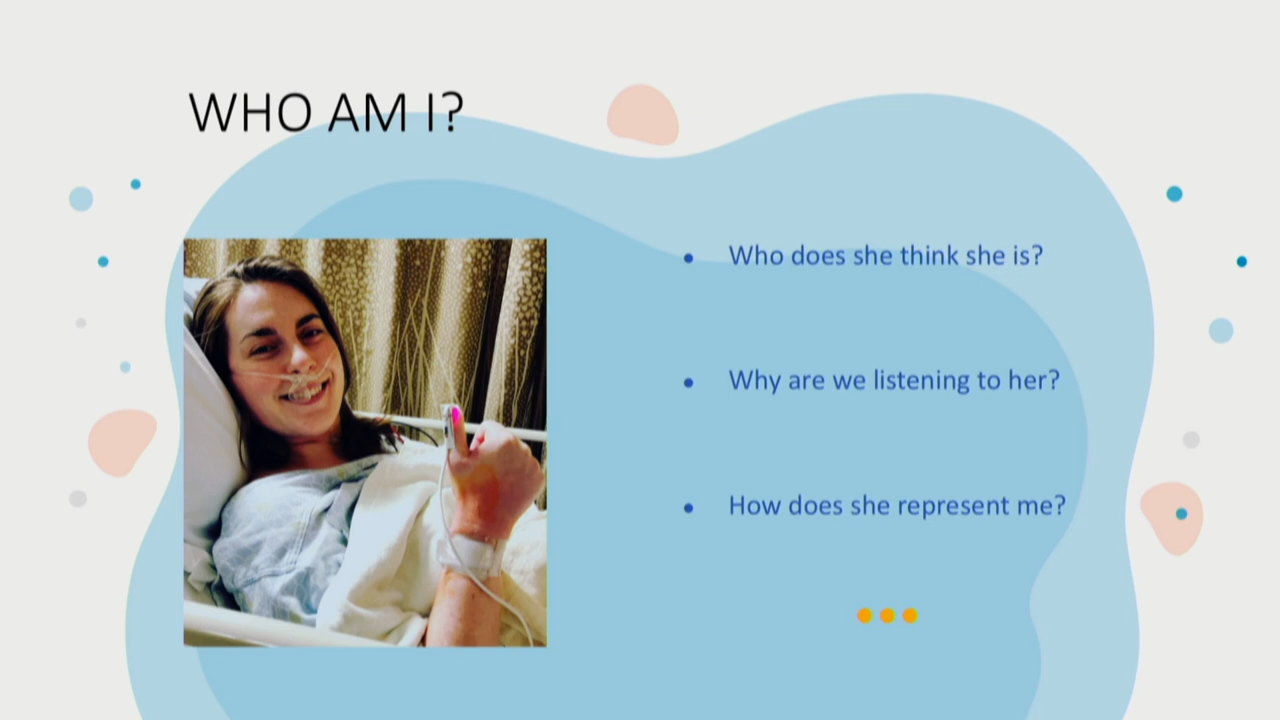 WHO AM I?
• Who does she think she is?
• Why are we listening to her?
• How does she represent me?